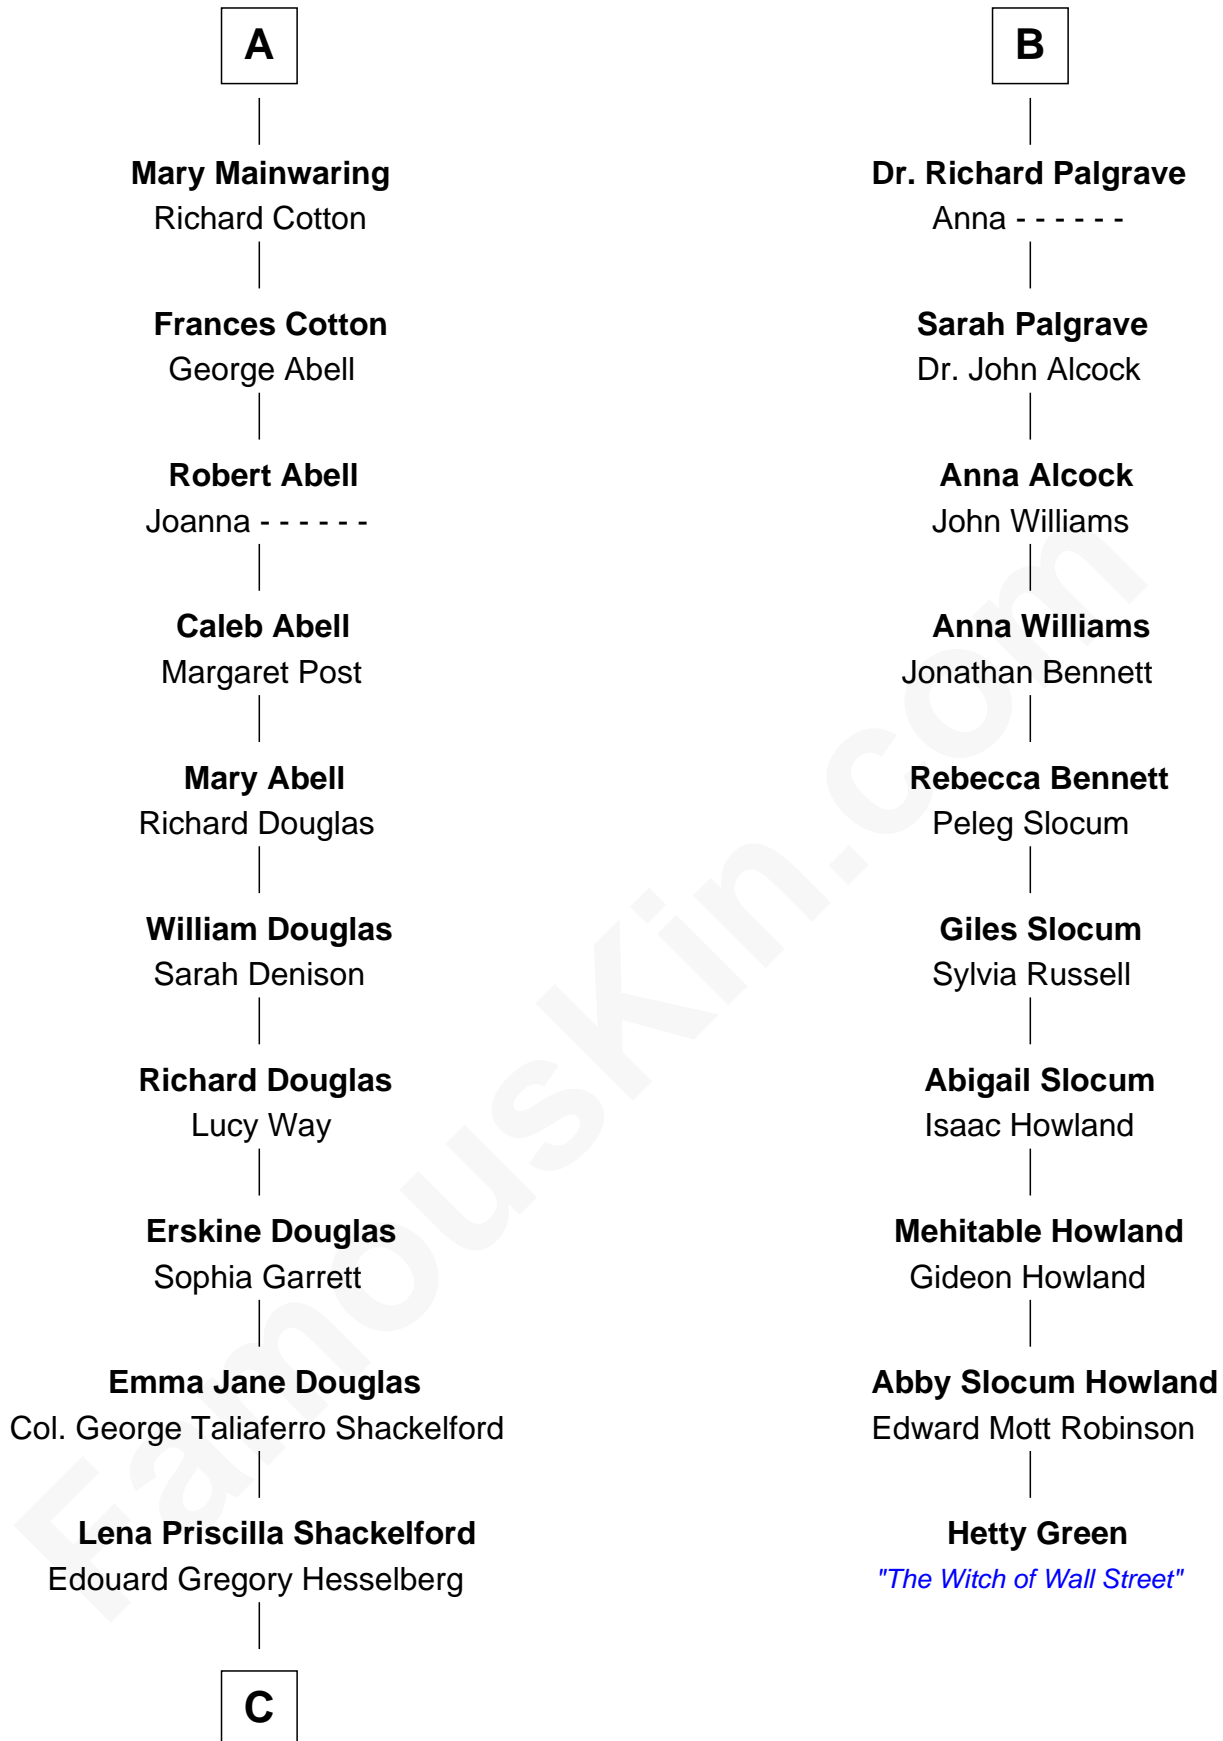 A
Mary Mainwaring
Richard Cotton
Frances Cotton
George Abell
Robert Abell
Joanna - - - - - -
Caleb Abell
Margaret Post
Mary Abell
Richard Douglas
William Douglas
Sarah Denison
Richard Douglas
Lucy Way
Erskine Douglas
Sophia Garrett
Emma Jane Douglas
Col. George Taliaferro Shackelford
Lena Priscilla Shackelford
Edouard Gregory Hesselberg
C
B
Dr. Richard Palgrave
Anna - - - - - -
Sarah Palgrave
Dr. John Alcock
Anna Alcock
John Williams
Anna Williams
Jonathan Bennett
Rebecca Bennett
Peleg Slocum
Giles Slocum
Sylvia Russell
Abigail Slocum
Isaac Howland
Mehitable Howland
Gideon Howland
Abby Slocum Howland
Edward Mott Robinson
Hetty Green
"The Witch of Wall Street"
FamousKin.com